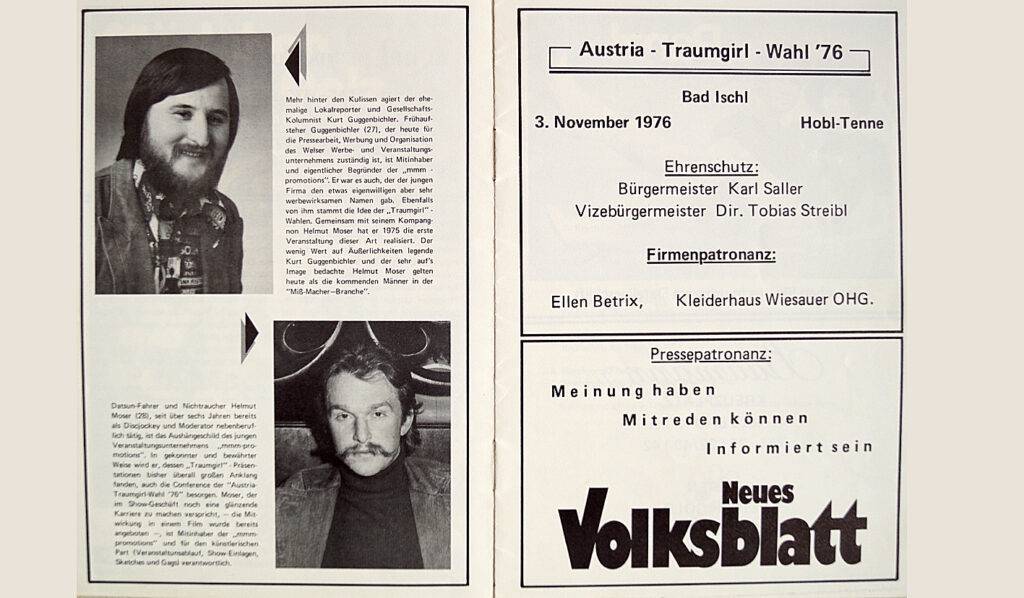 Mehr hinter den Kulissen agiert der ehe-
malige Lokalreporter und Gesellschafts-
Kolumnist Kurt Guggenbichler. Frühauf-
steher Guggenbichler (27), der heute für
die Pressearbeit, Werbung und Organisation
des Welser Werbe- und Veranstaltungs-
unternehmens zuständig ist, ist Mitinhaber
und eigentlicher Begründer der „mmm -
promotions". Er war es auch, der der jungen
Firma den etwas eigenwilligen aber sehr
werbewirksamen Namen gab. Ebenfalls
von ihm stammt die Idee der „Traumgirl" -
Wahlen. Gemeinsam mit seinem Kompag-
non Helmut Moser hat er 1975 die erste
Veranstaltung dieser Art realisiert. Der
wenig Wert auf Äußerlichkeiten legende
Kurt Guggenbichler und der sehr auf's
Image bedachte Helmut Moser gelten
heute als die kommenden Männer in der
"Miß-Macher-Branche".
Datsun-Fahrer und Nichtraucher Helmut
Moser (28), seit über sechs Jahren bereits
als Discjockey und Moderator nebenberuf-
lich tätig, ist das Aushängeschild des jungen
Veranstaltungsunternehmens „mmm-pro-
motions". In gekonnter und bewährter
Weise wird er, dessen „Traumgirl" - Präsen-
tationen bisher überall großen Anklang
fanden, auch die Conference der "Austria-
Traumgirl-Wahl '76" besorgen. Moser, der
im Show-Geschäft noch eine glänzende
Karriere zu machen verspricht, — die Mit-
wirkung in einem Film wurde bereits
angeboten —, ist Mitinhaber der „mmm-
promotions" und für den künstlerischen
Part (Veranstaltungsablauf, Show-Einlagen,
Sketches und Gags) verantwortlich.
Austria - Traumgirl - Wahl '76
Bad Ischl
3. November 1976 Hobl-Tenne
Ehrenschutz:
Bürgermeister Karl Saller
Vizebürgermeister Dir. Tobias Streibl
Firmenpatronanz:
Ellen Betrix, Kleiderhaus Wiesauer OHG.
Pressepatronanz:
Meinung haben
Mitreden können
Informiert sein
Neues
Volksblatt